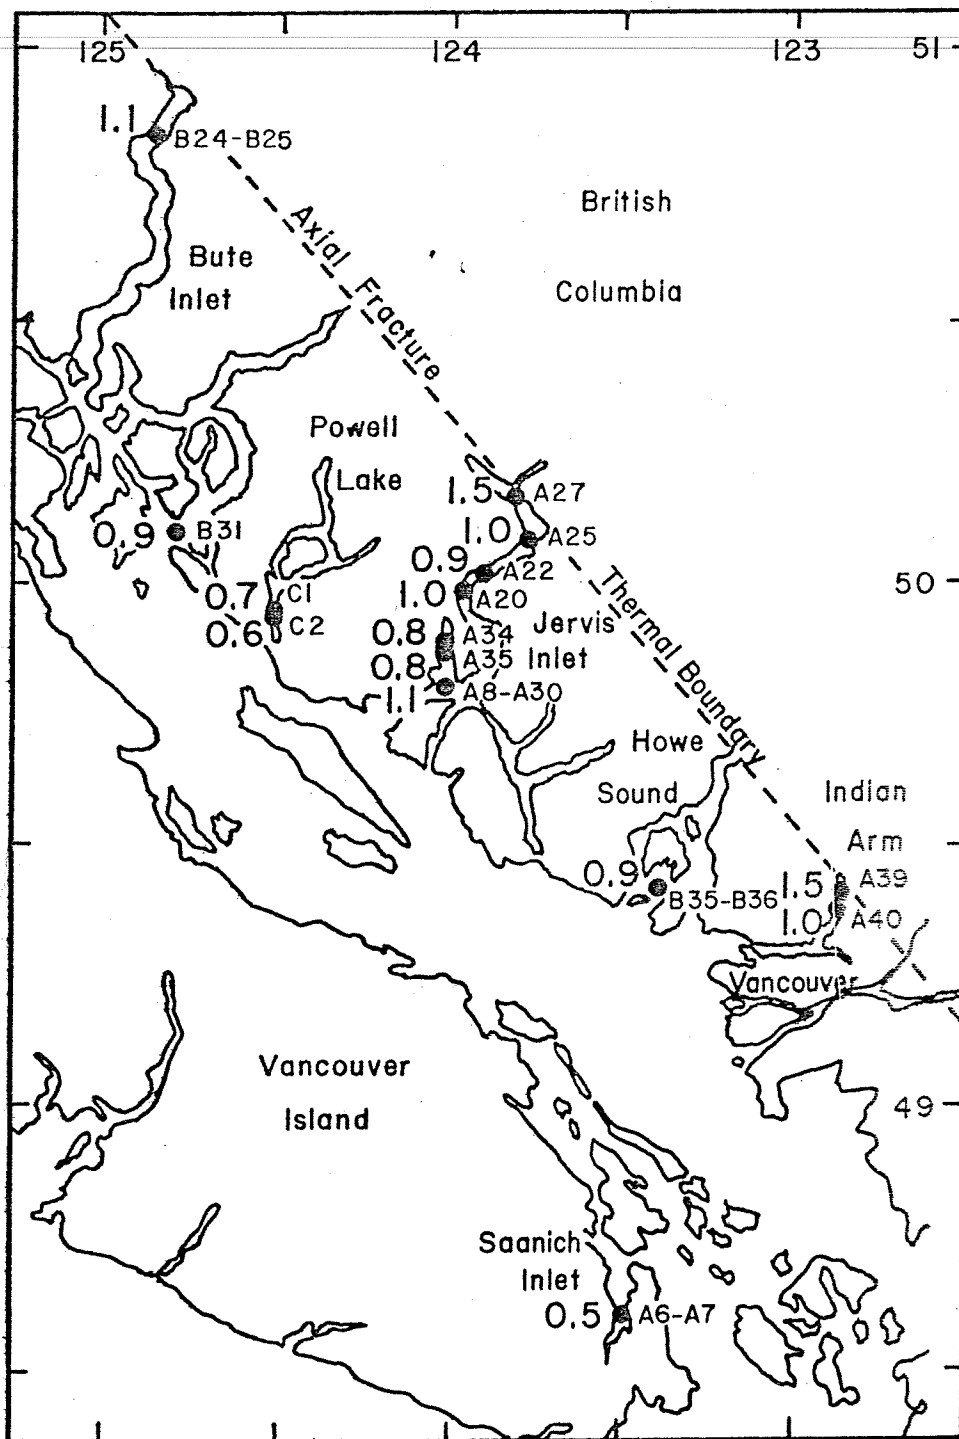 125
124
123
51
1.1
B24-B25
British
Columbia
Axial Fracture
Bute
Inlet
Powell
Lake
1.5
A27
1.0
A25
0.9
B31
0.9
A22
50
0.7
C1
1.0
A20
0.6
C2
Thermal Boundary
0.8
A34
Jervis
Inlet
0.8
A35
1.1
A8-A30
Howe
Sound
Indian
Arm
0.9
B35-B36
1.5
A39
1.0
A40
Vancouver
Vancouver
Island
49
Saanich
Inlet
0.5
A6-A7